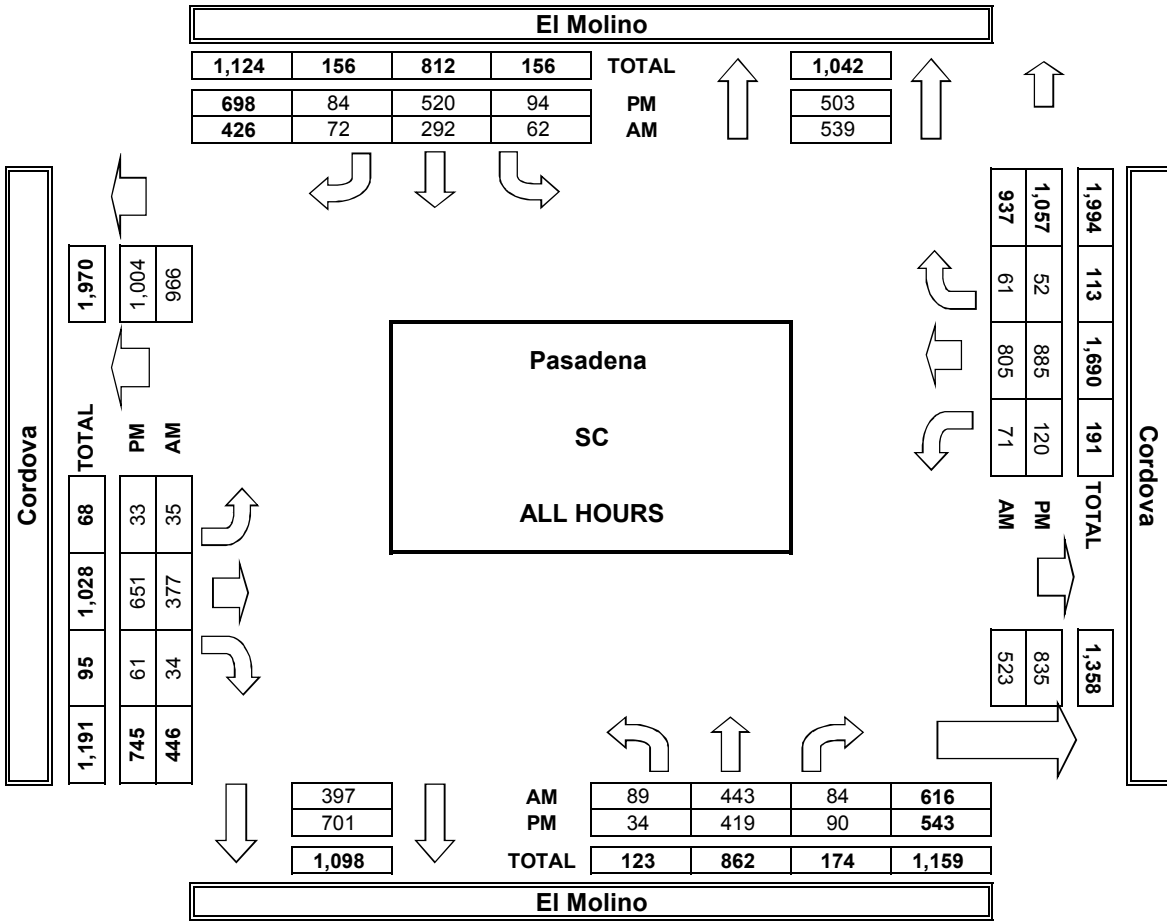 El Molino
1,124 156 812 156 TOTAL 1,042
698 84 520 94 PM 503
426 72 292 62 AM 539
Cordova
1,970
1,004
966
TOTAL 68 1,028 95 1,191
PM 33 651 61 745
AM 35 377 34 446
Pasadena
SC
ALL HOURS
1,994 113 1,690 191 TOTAL 1,358
1,057 52 885 120 PM 835
937 61 805 71 AM 523
Cordova
397 AM 89 443 84 616
701 PM 34 419 90 543
1,098 TOTAL 123 862 174 1,159
El Molino